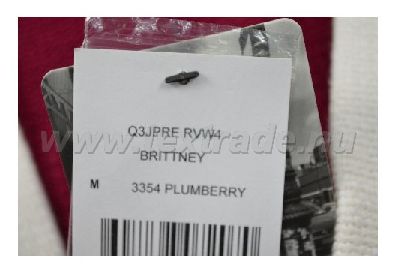 Q3JPRE RVW4
www.textrade.ru
BRITTNEY
M 3354 PLUMBERRY